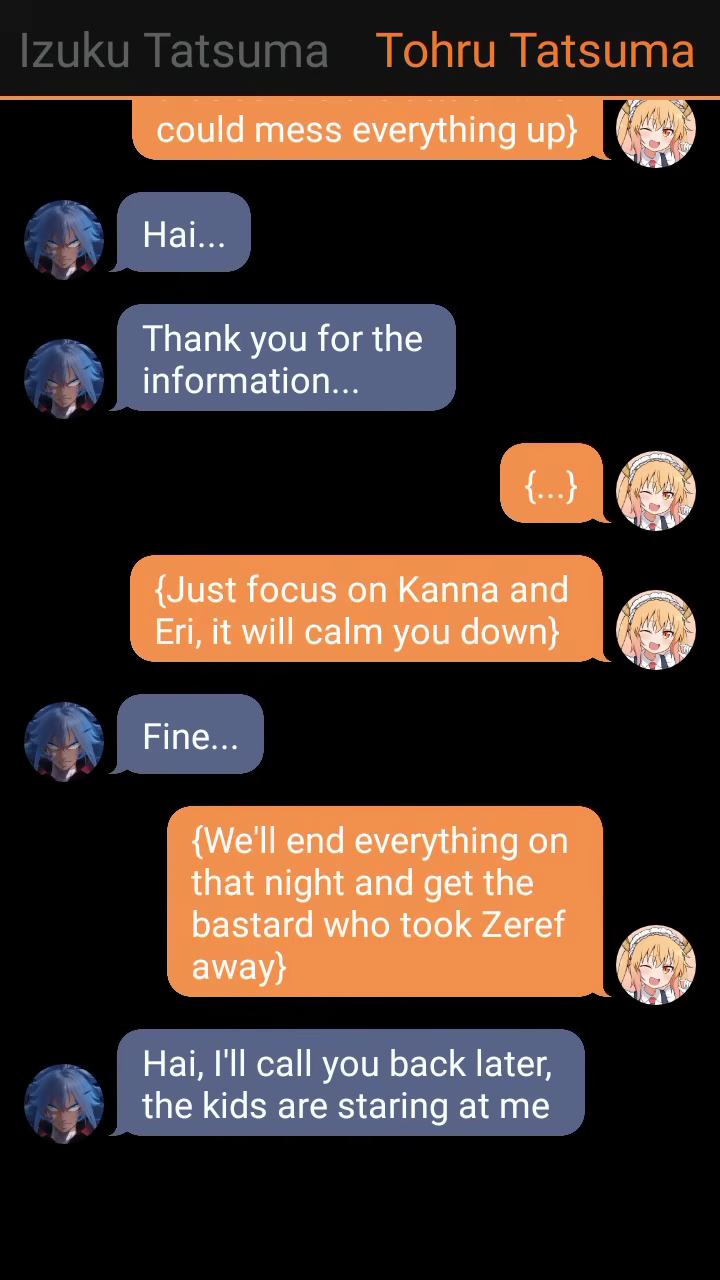 Izuku Tatsuma Tohru Tatsuma
could mess everything up}
Hai...
Thank you for the
information...
{...}
{Just focus on Kanna and
Eri, it will calm you down}
Fine...
{We'll end everything on
that night and get the
bastard who took Zeref
away}
Hai, I'll call you back later,
the kids are staring at me